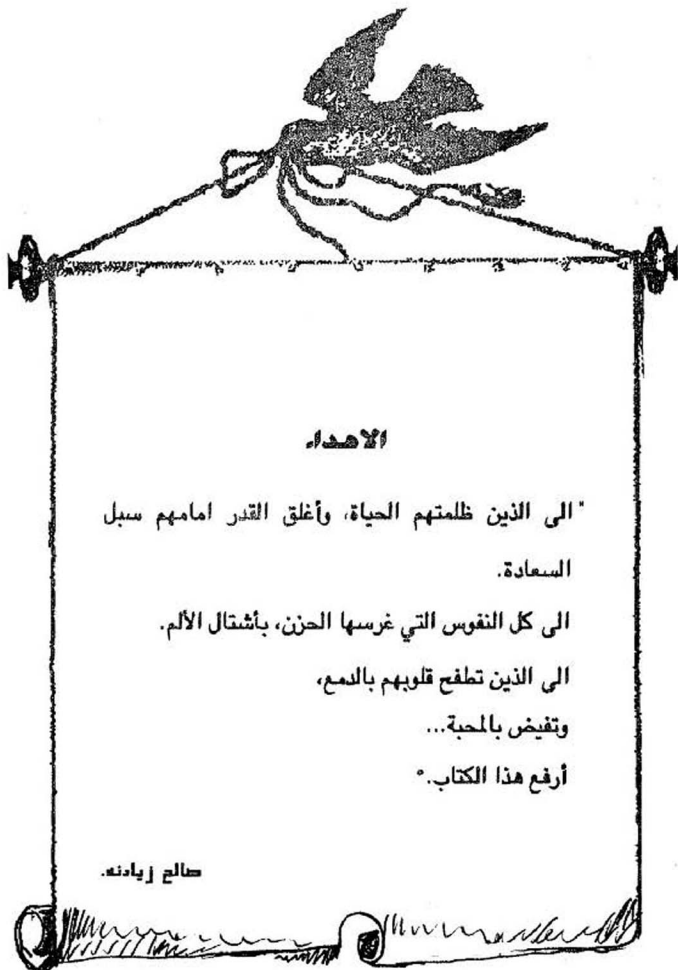 الاهداء
"الى الذين ظلمتهم الحياة، وأغلق القدر امامهم سبل
السعادة.
الى كل النفوس التي غرسها الحزن، بأشتال الألم.
الى الذين تطفح قلوبهم بالدمع،
وتفيض بالمحبة...
أرفع هذا الكتاب."
صالح زيادنه.